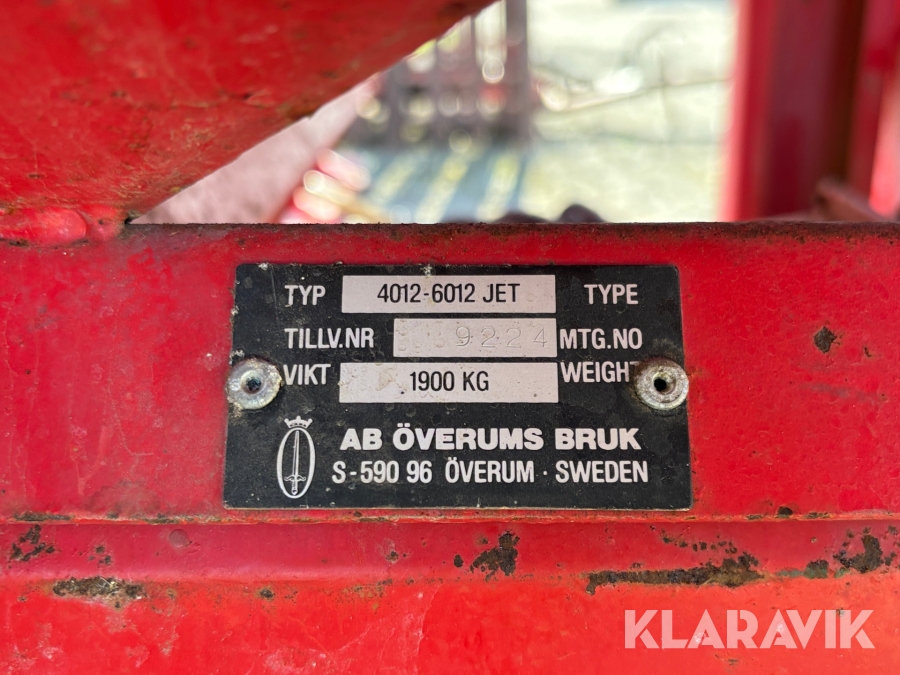 TYP 4012-6012 JET TYPE
TILLV.NR 9224 MTG.NO
VIKT 1900 KG WEIGHT
AB ÖVERUMS BRUK
S-590 96 ÖVERUM · SWEDEN
KLARAVIK